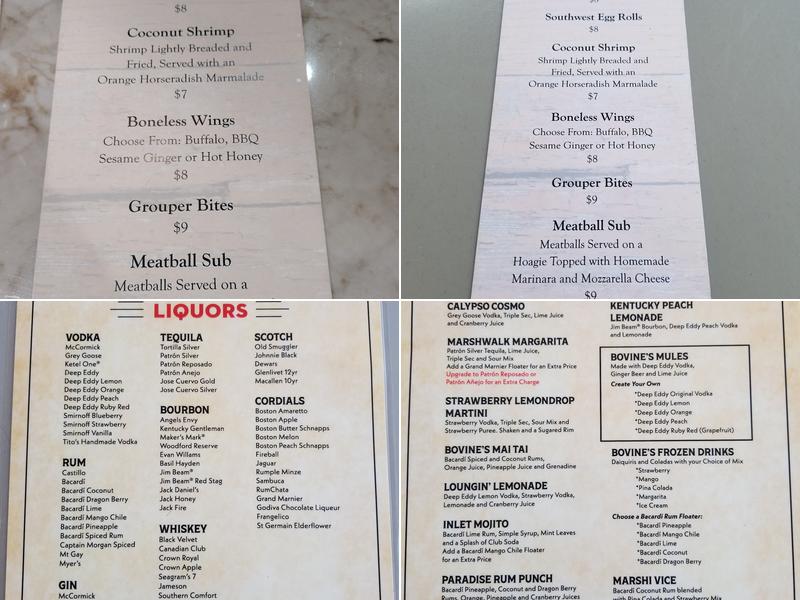 $8
Coconut Shrimp
Shrimp Lightly Breaded and
Fried, Served with an
Orange Horseradish Marmalade
$7
Boneless Wings
Choose From: Buffalo, BBQ
Sesame Ginger or Hot Honey
$8
Grouper Bites
$9
Meatball Sub
Meatballs Served on a
Southwest Egg Rolls
$8
Coconut Shrimp
Shrimp Lightly Breaded and
Fried, Served with an
Orange Horseradish Marmalade
$7
Boneless Wings
Choose From: Buffalo, BBQ
Sesame Ginger or Hot Honey
$8
Grouper Bites
$9
Meatball Sub
Meatballs Served on a
Hoagie Topped with Homemade
Marinara and Mozzarella Cheese
$9
LIQUORS
VODKA
McCormick
Grey Goose
Ketel One®
Deep Eddy
Deep Eddy Lemon
Deep Eddy Orange
Deep Eddy Peach
Deep Eddy Ruby Red
Smirnoff Blueberry
Smirnoff Strawberry
Smirnoff Vanilla
Tito's Handmade Vodka
RUM
Castillo
Bacardí
Bacardí Coconut
Bacardí Dragon Berry
Bacardí Lime
Bacardí Mango Chile
Bacardí Pineapple
Bacardí Spiced Rum
Captain Morgan Spiced
Mt Gay
Myer's
GIN
McCormick
TEQUILA
Tortilla Silver
Patrón Silver
Patrón Reposado
Patrón Anejo
Jose Cuervo Gold
Jose Cuervo Silver
BOURBON
Angels Envy
Kentucky Gentleman
Maker's Mark®
Woodford Reserve
Evan Willams
Basil Hayden
Jim Beam®
Jim Beam® Red Stag
Jack Daniel's
Jack Honey
Jack Fire
WHISKEY
Black Velvet
Canadian Club
Crown Royal
Crown Apple
Seagram's 7
Jameson
Southern Comfort
SCOTCH
Old Smuggler
Johnnie Black
Dewars
Glenlivet 12yr
Macallen 10yr
CORDIALS
Boston Amaretto
Boston Apple
Boston Butter Schnapps
Boston Melon
Boston Peach Schnapps
Fireball
Jaguar
Rumple Minze
Sambuca
RumChata
Grand Marnier
Godiva Chocolate Liqueur
Frangelico
St Germain Elderflower
CALYPSO COSMO
Grey Goose Vodka, Triple Sec, Lime Juice
and Cranberry Juice
MARSHWALK MARGARITA
Patrón Silver Tequila, Lime Juice,
Triple Sec and Sour Mix
Add a Grand Marnier Floater for an Extra Price
Upgrade to Patrón Reposado or
Patrón Añejo for an Extra Charge
STRAWBERRY LEMONDROP
MARTINI
Strawberry Vodka, Triple Sec, Sour Mix and
Strawberry Puree. Shaken and a Sugared Rim
BOVINE'S MAI TAI
Bacardi Spiced and Coconut Rums,
Orange Juice, Pineapple Juice and Grenadine
LOUNGIN' LEMONADE
Deep Eddy Lemon Vodka, Strawberry Vodka,
Lemonade and Cranberry Juice
INLET MOJITO
Bacardí Lime Rum, Simple Syrup, Mint Leaves
and a Splash of Club Soda
Add a Bacardí Mango Chile Floater
for an Extra Price
PARADISE RUM PUNCH
Bacardí Pineapple, Coconut and Dragon Berry
Rums, Orange, Pineapple and Cranberry Juices
KENTUCKY PEACH
LEMONADE
Jim Beam® Bourbon, Deep Eddy Peach Vodka
and Lemonade
BOVINE'S MULES
Made with Deep Eddy Vodka,
Ginger Beer and Lime Juice
Create Your Own
*Deep Eddy Original Vodka
*Deep Eddy Lemon
*Deep Eddy Orange
*Deep Eddy Peach
*Deep Eddy Ruby Red (Grapefruit)
BOVINE'S FROZEN DRINKS
Daiquiris and Coladas with your Choice of Mix
*Strawberry
*Mango
*Pina Colada
*Margarita
*Ice Cream
Choose a Bacardi Rum Floater:
*Bacardí Pineapple
*Bacardí Mango Chile
*Bacardí Lime
*Bacardí Coconut
*Bacardí Dragon Berry
MARSHI VICE
Bacardi Coconut Rum blended
with Pina Colada and Strawberry Mix